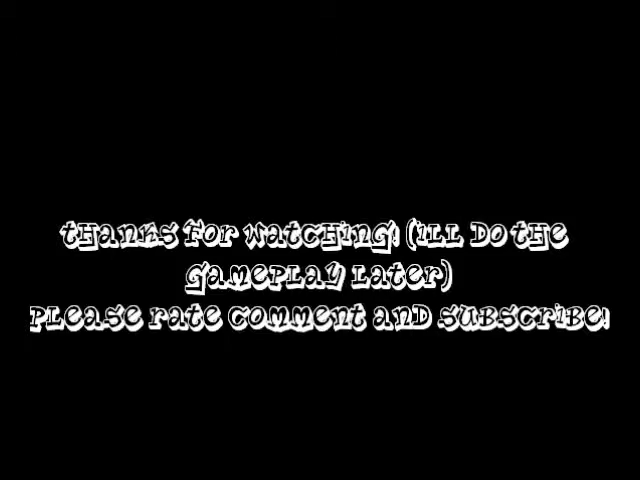 thanks for watching! (ill do the
gameplay later)
please rate comment and subscribe!